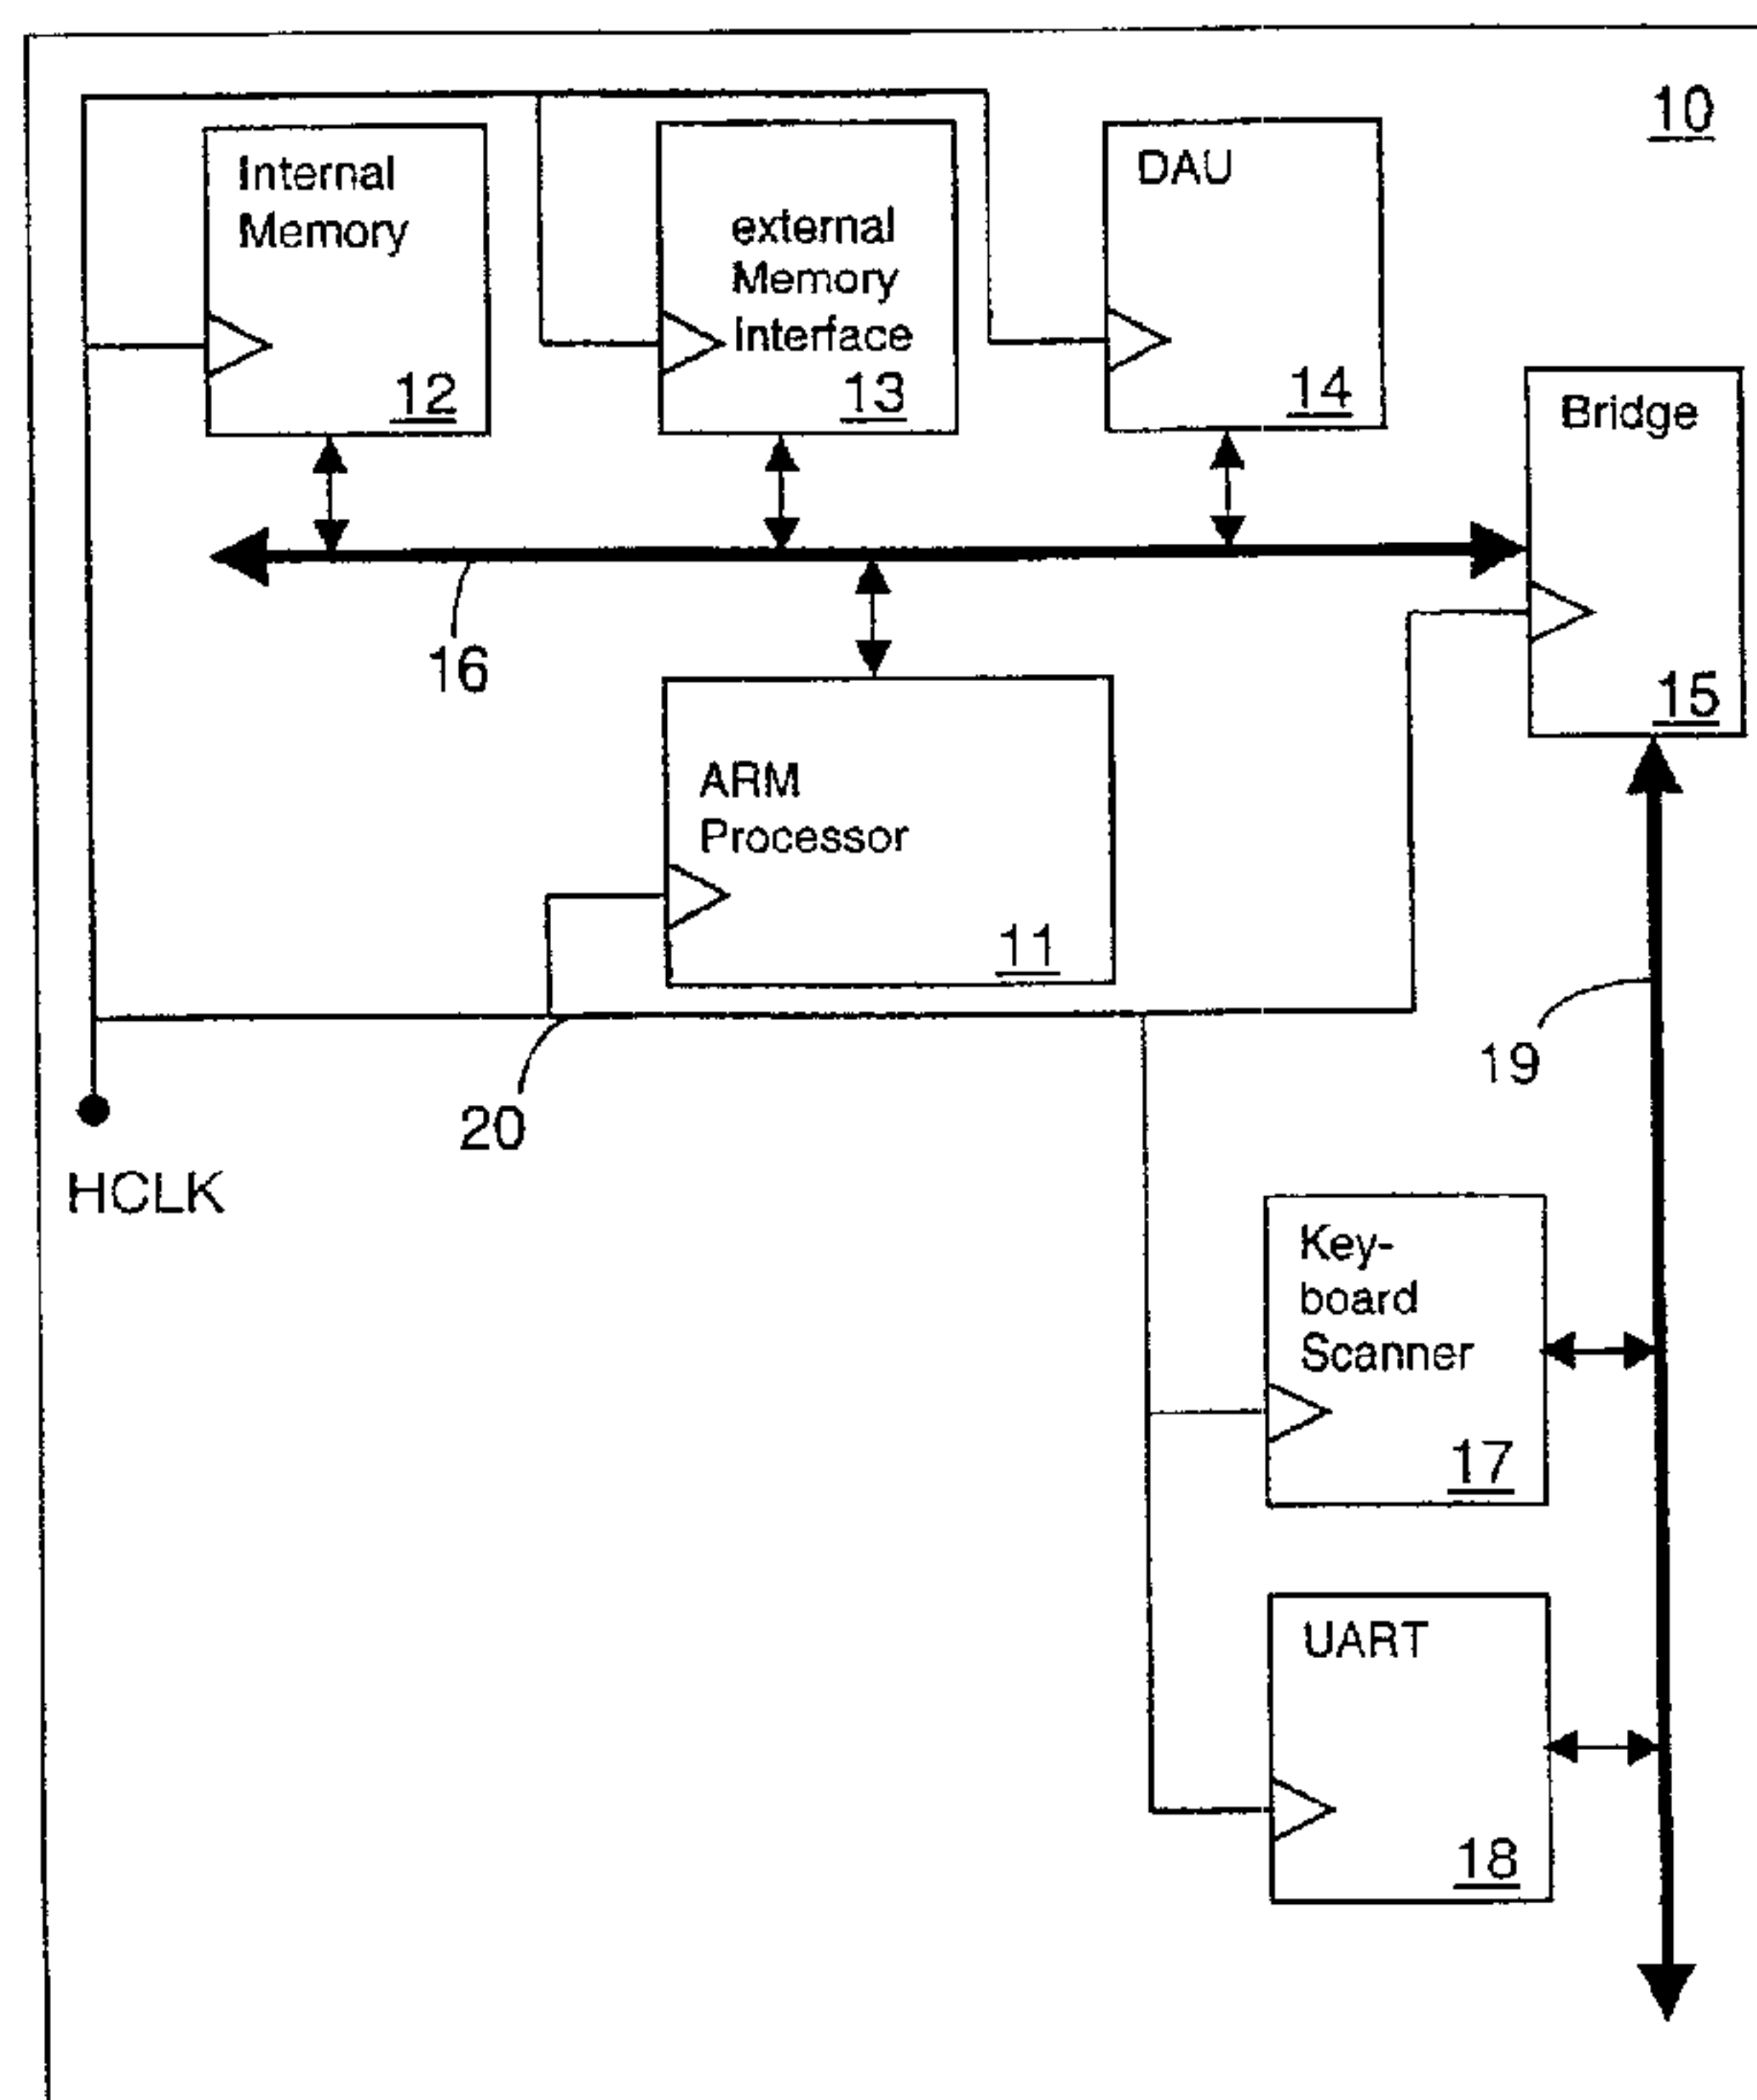 10
Internal
Memory
12
external
Memory
interface
13
DAU
14
Bridge
15
16
ARM
Processor
11
19
20
HCLK
Key-
board
Scanner
17
UART
18